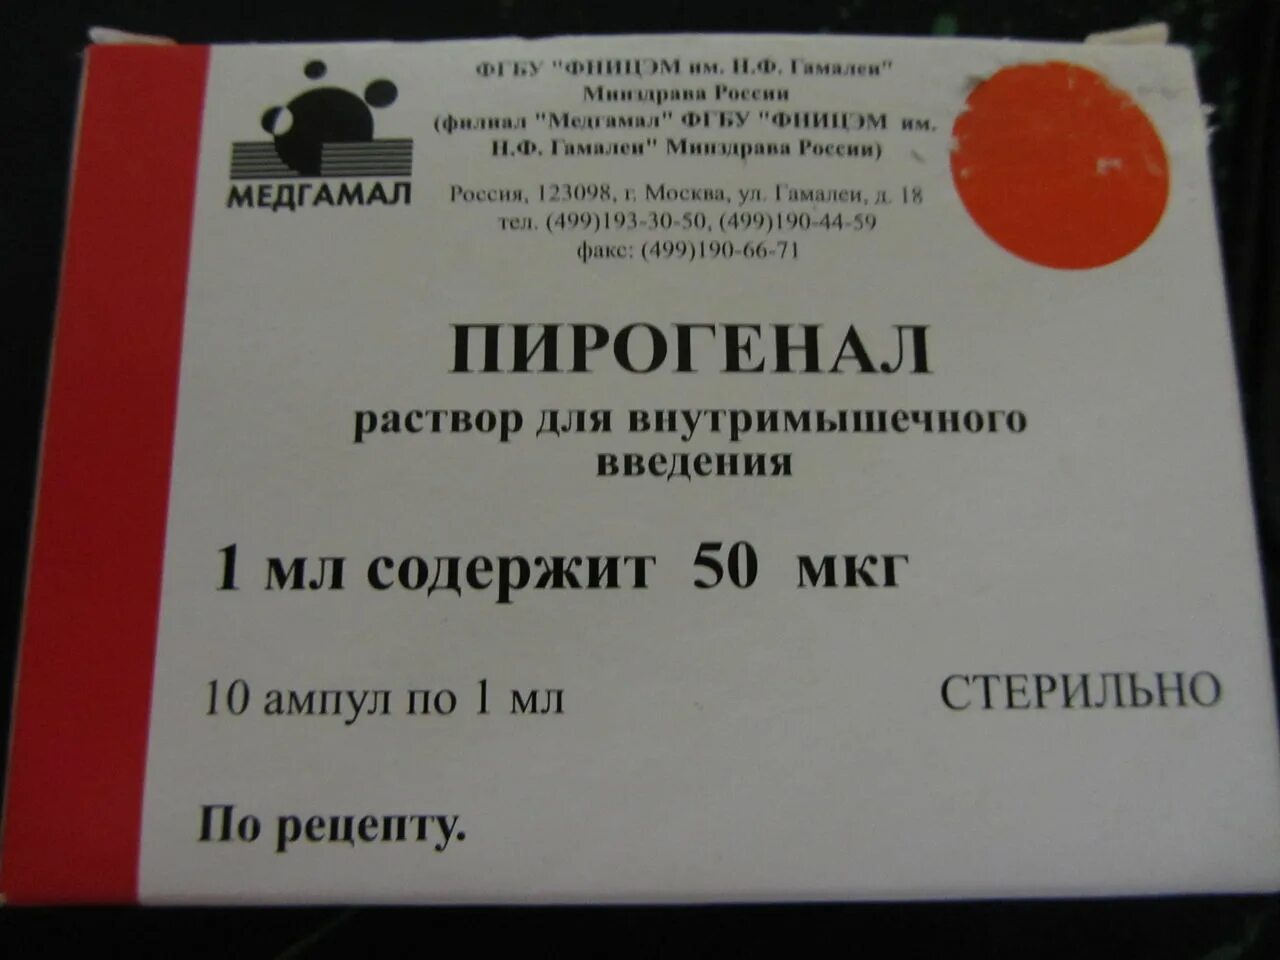 ФГБУ "ФНИЦЭМ им. Н.Ф. Гамалеи"
Минздрава России
(филиал "Медгамал" ФГБУ "ФНИЦЭМ им.
Н.Ф. Гамалеи" Минздрава России)
МЕДГАМАЛ
Россия, 123098, г. Москва, ул. Гамалеи, д. 18
тел. (499)193-30-50, (499)190-44-59
факс: (499)190-66-71
ПИРОГЕНАЛ
раствор для внутримышечного
введения
1 мл содержит 50 мкг
10 ампул по 1 мл
СТЕРИЛЬНО
По рецепту.